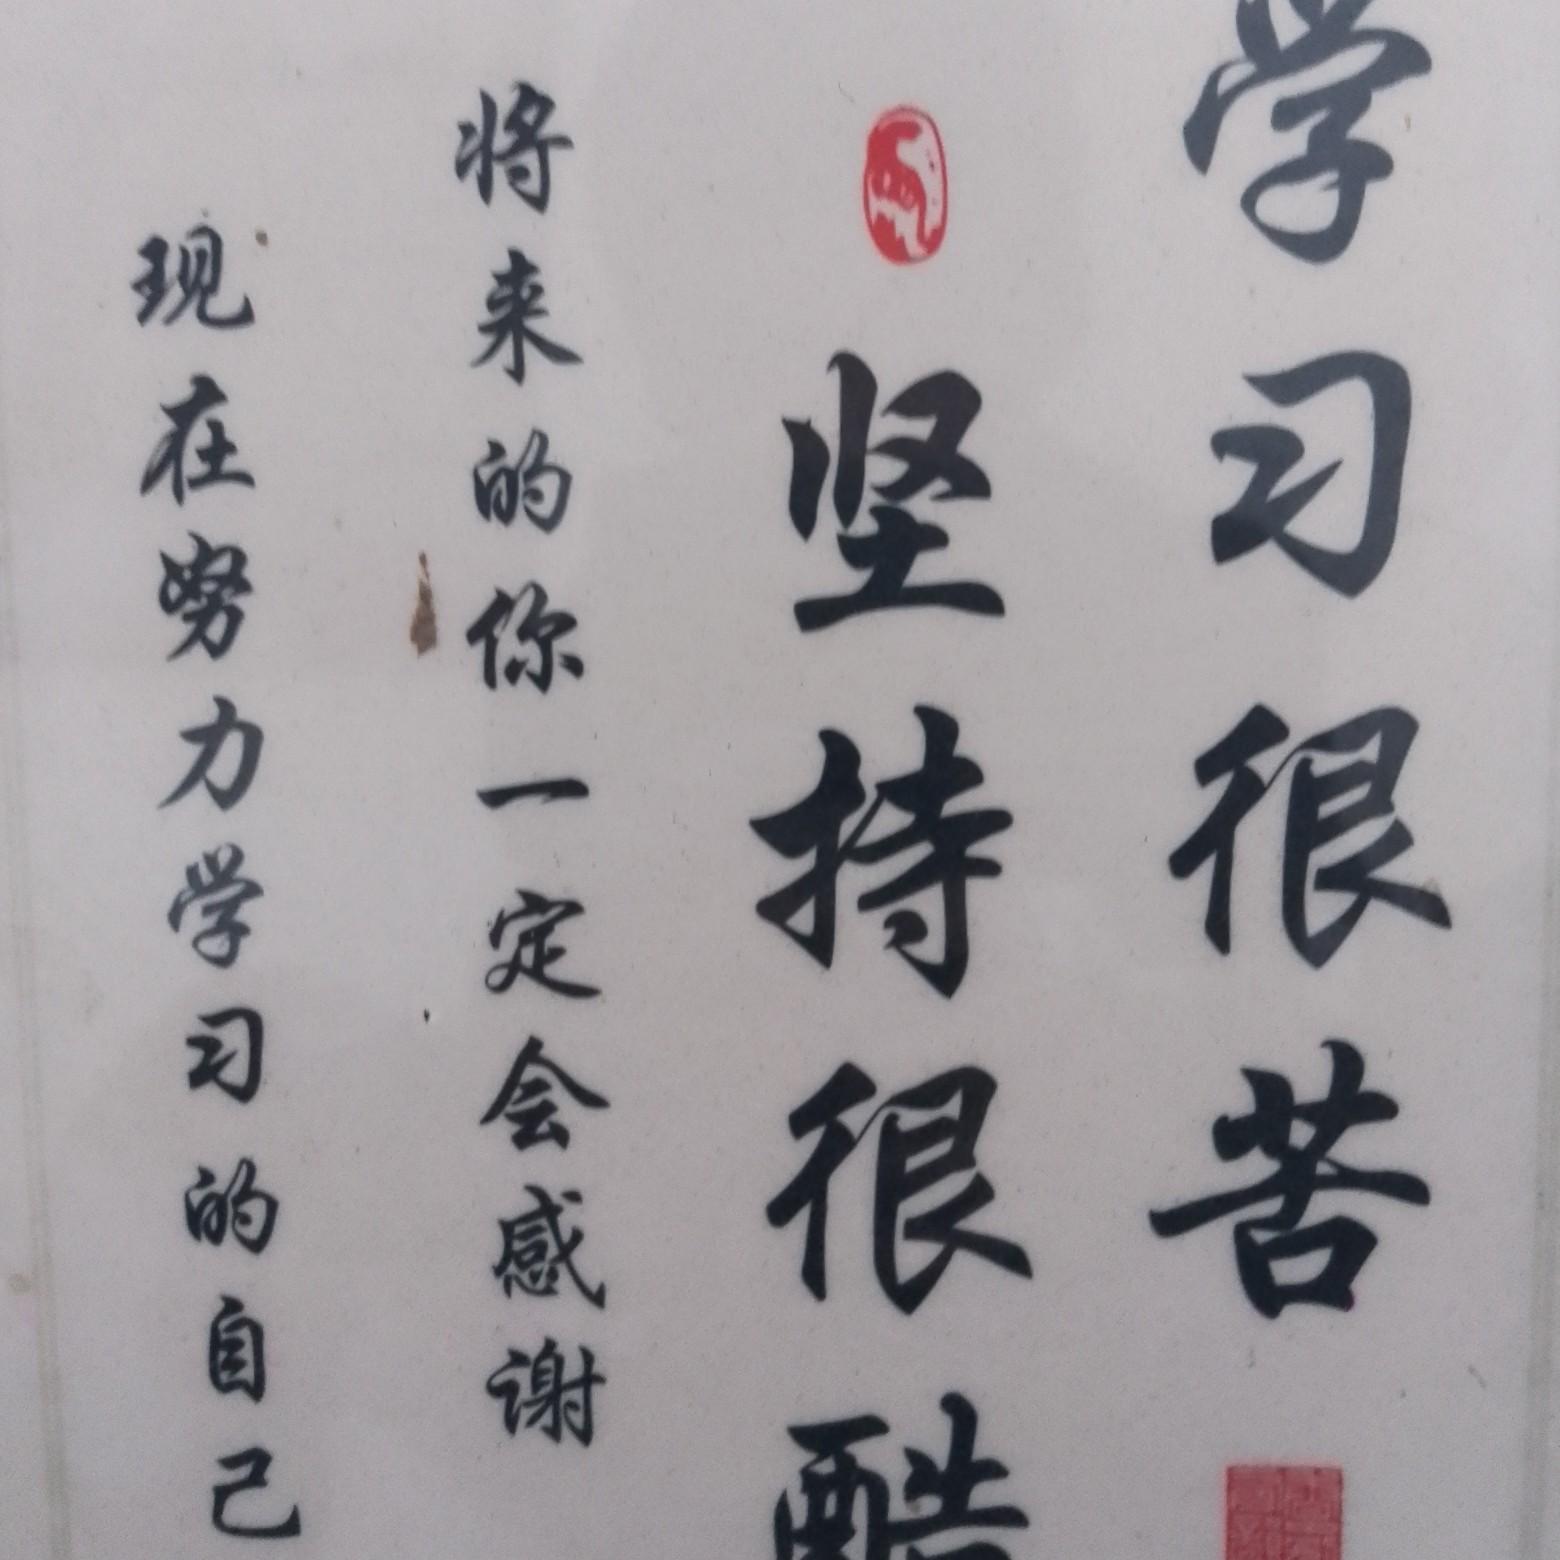 学习很苦
坚持很酷
将来的你一定会感谢
现在努力学习的自己